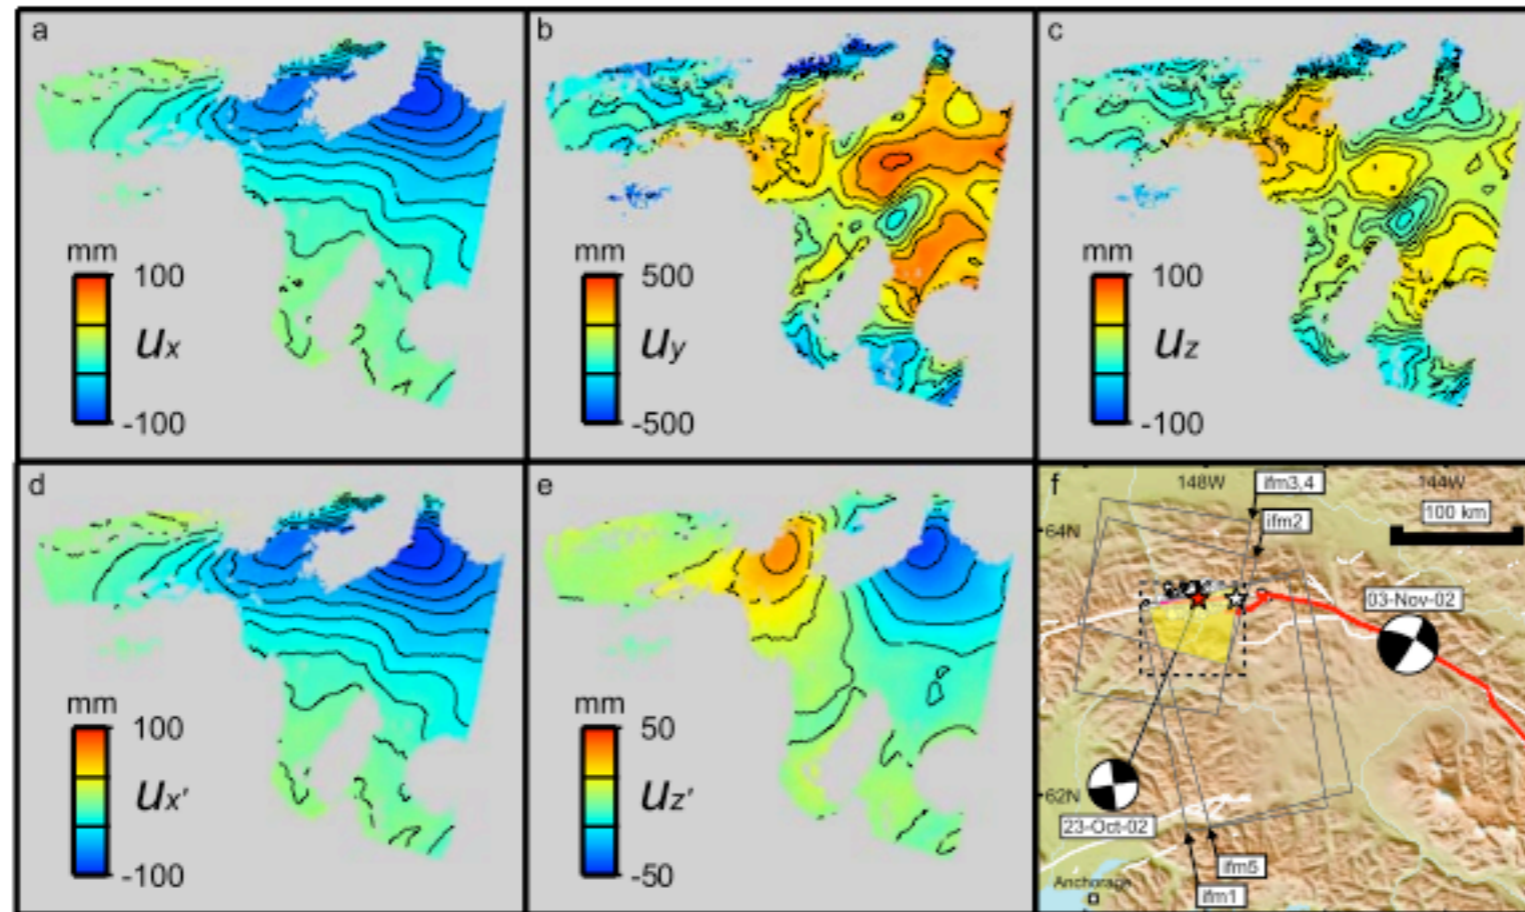 a
mm
100
ux
-100
b
mm
500
uy
-500
c
mm
100
uz
-100
d
mm
100
ux'
-100
e
mm
50
uz'
-50
f
148W
ifm3,4
144W
ifm2
100 km
64N
03-Nov-02
62N
23-Oct-02
ifm5
Anchorage
ifm1